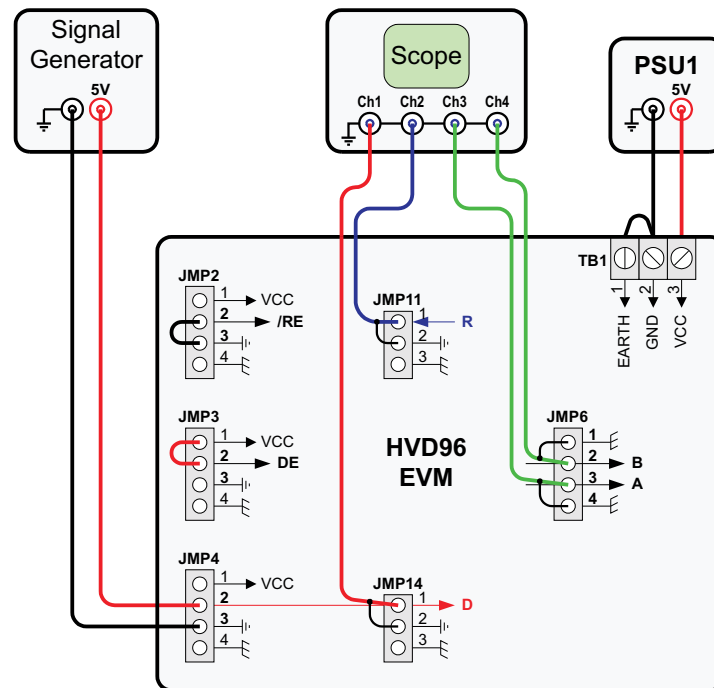 Signal
Generator
5V
Scope
Ch1 Ch2 Ch3 Ch4
PSU1
5V
TB1
1 2 3
EARTH
GND
VCC
JMP2
1 VCC
2 /RE
3
4
JMP11
1 R
2
3
JMP3
1 VCC
2 DE
3
4
HVD96
EVM
JMP6
1
2 B
3 A
4
JMP4
1 VCC
2
3
4
JMP14
1 D
2
3